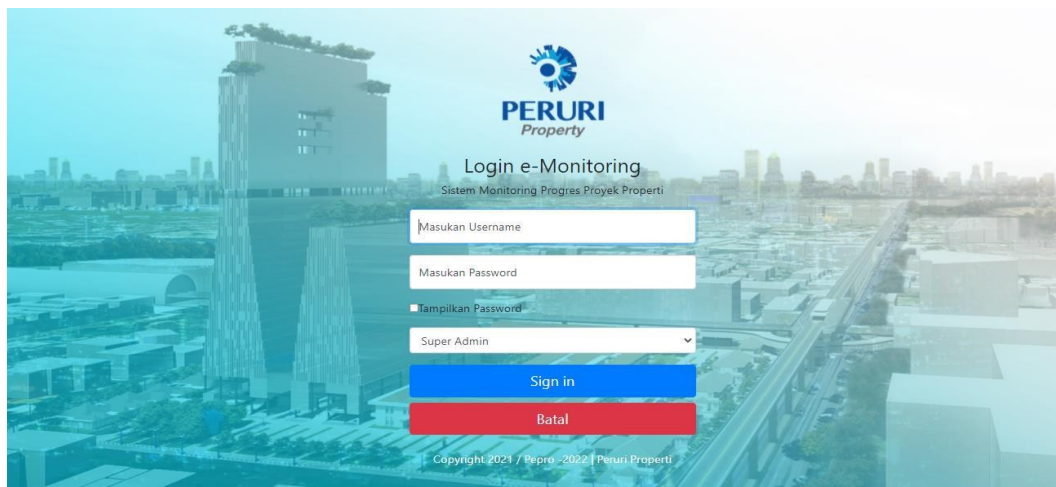 PERURI
Property
Login e-Monitoring
Sistem Monitoring Progres Proyek Properti
Masukan Username
Masukan Password
Tampilkan Password
Super Admin
Sign in
Batal
Copyright 2021 / Pepro -2022 | Peruri Properti